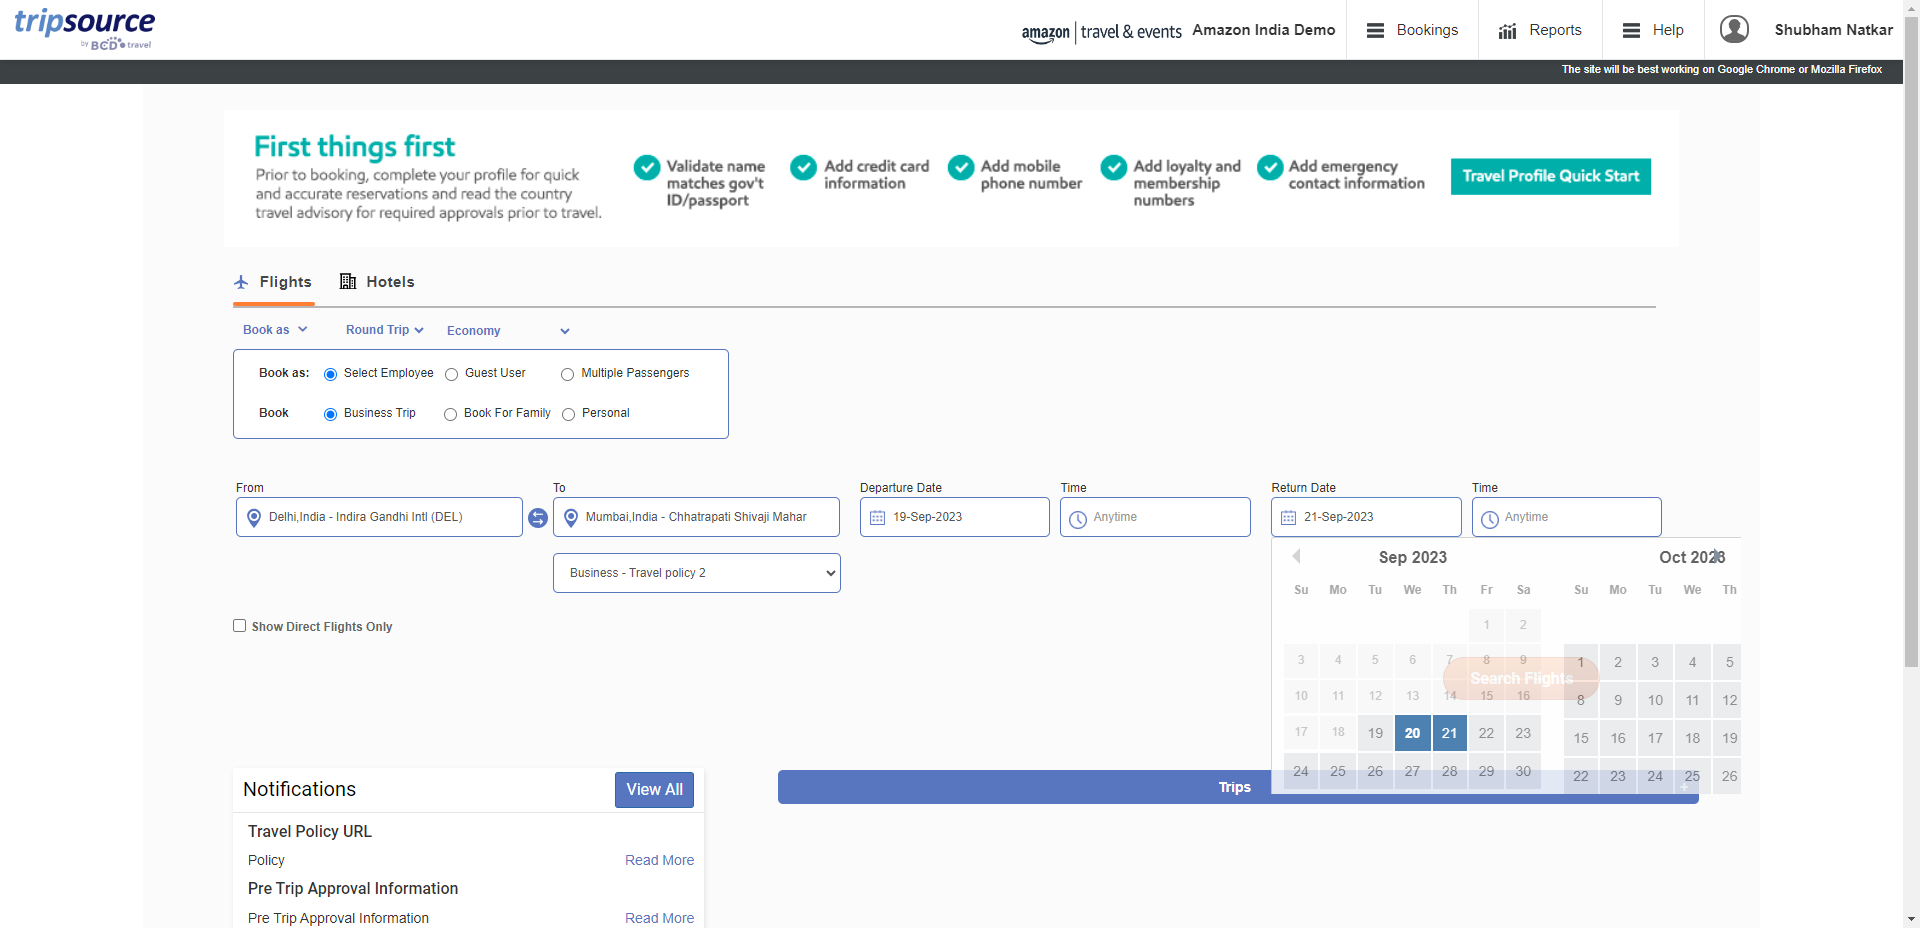 tripsource
by BCD travel
amazon | travel & events Amazon India Demo
Bookings
Reports
Help
Shubham Natkar
The site will be best working on Google Chrome or Mozilla Firefox
First things first
Prior to booking, complete your profile for quick
and accurate reservations and read the country
travel advisory for required approvals prior to travel.
Validate name
matches gov't
ID/passport
Add credit card
information
Add mobile
phone number
Add loyalty and
membership
numbers
Add emergency
contact information
Travel Profile Quick Start
Flights
Hotels
Book as
Round Trip
Economy
Book as: Select Employee Guest User Multiple Passengers
Book Business Trip Book For Family Personal
From
To
Departure Date
Time
Return Date
Time
Delhi,India - Indira Gandhi Intl (DEL)
Mumbai,India - Chhatrapati Shivaji Mahar
19-Sep-2023
Anytime
21-Sep-2023
Anytime
Business - Travel policy 2
Show Direct Flights Only
Sep 2023
Su Mo Tu We Th Fr Sa
1 2
3 4 5 6 7 8 9
10 11 12 13 14 15 16
17 18 19 20 21 22 23
24 25 26 27 28 29 30
Oct 2023
Su Mo Tu We Th
1 2 3 4 5
8 9 10 11 12
15 16 17 18 19
22 23 24 25 26
Search Flights
Notifications
View All
Trips
+
Travel Policy URL
Policy
Read More
Pre Trip Approval Information
Pre Trip Approval Information
Read More